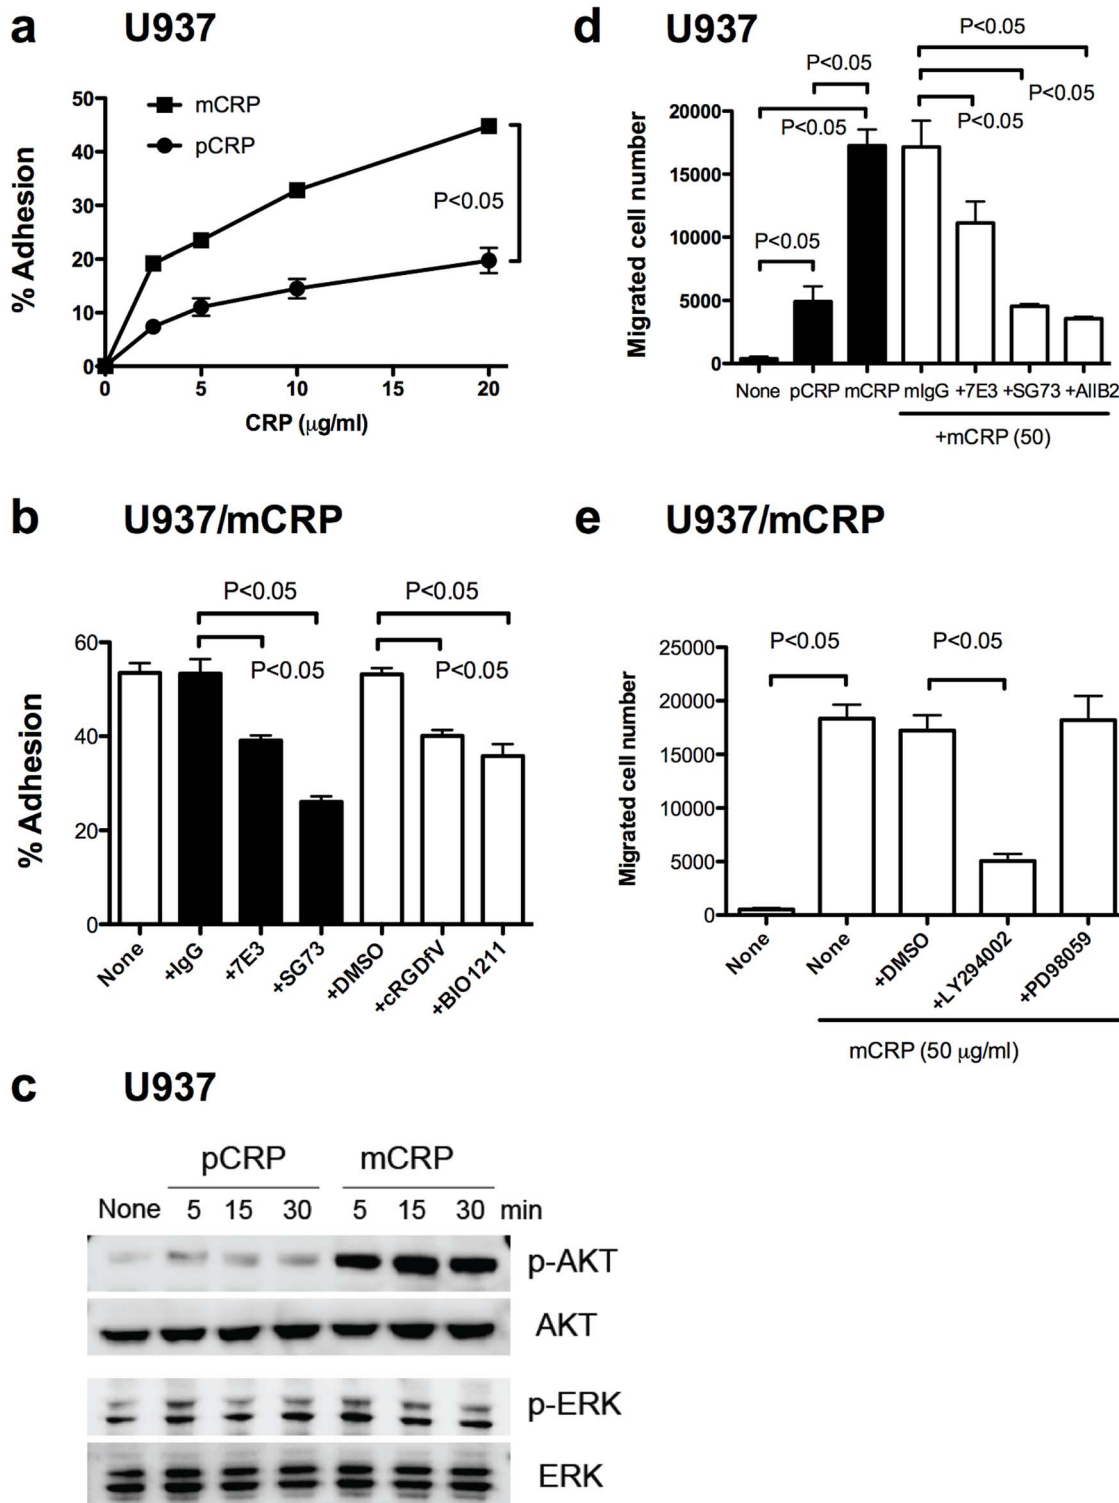 a U937
50
40
30
20
10
0
% Adhesion
mCRP
pCRP
P<0.05
0 5 10 15 20
CRP (μg/ml)
b U937/mCRP
P<0.05 P<0.05
P<0.05 P<0.05
60
40
20
0
% Adhesion
None +IgG +7E3 +SG73 +DMSO +cRGDfV +BIO1211
c U937
pCRP mCRP
None 5 15 30 5 15 30 min
p-AKT
AKT
p-ERK
ERK
d U937
P<0.05
P<0.05
P<0.05
P<0.05 P<0.05
P<0.05
20000
15000
10000
5000
0
Migrated cell number
None pCRP mCRP mIgG +7E3 +SG73 +AIIB2
+mCRP (50)
e U937/mCRP
P<0.05 P<0.05
25000
20000
15000
10000
5000
0
Migrated cell number
None None +DMSO +LY294002 +PD98059
mCRP (50 μg/ml)